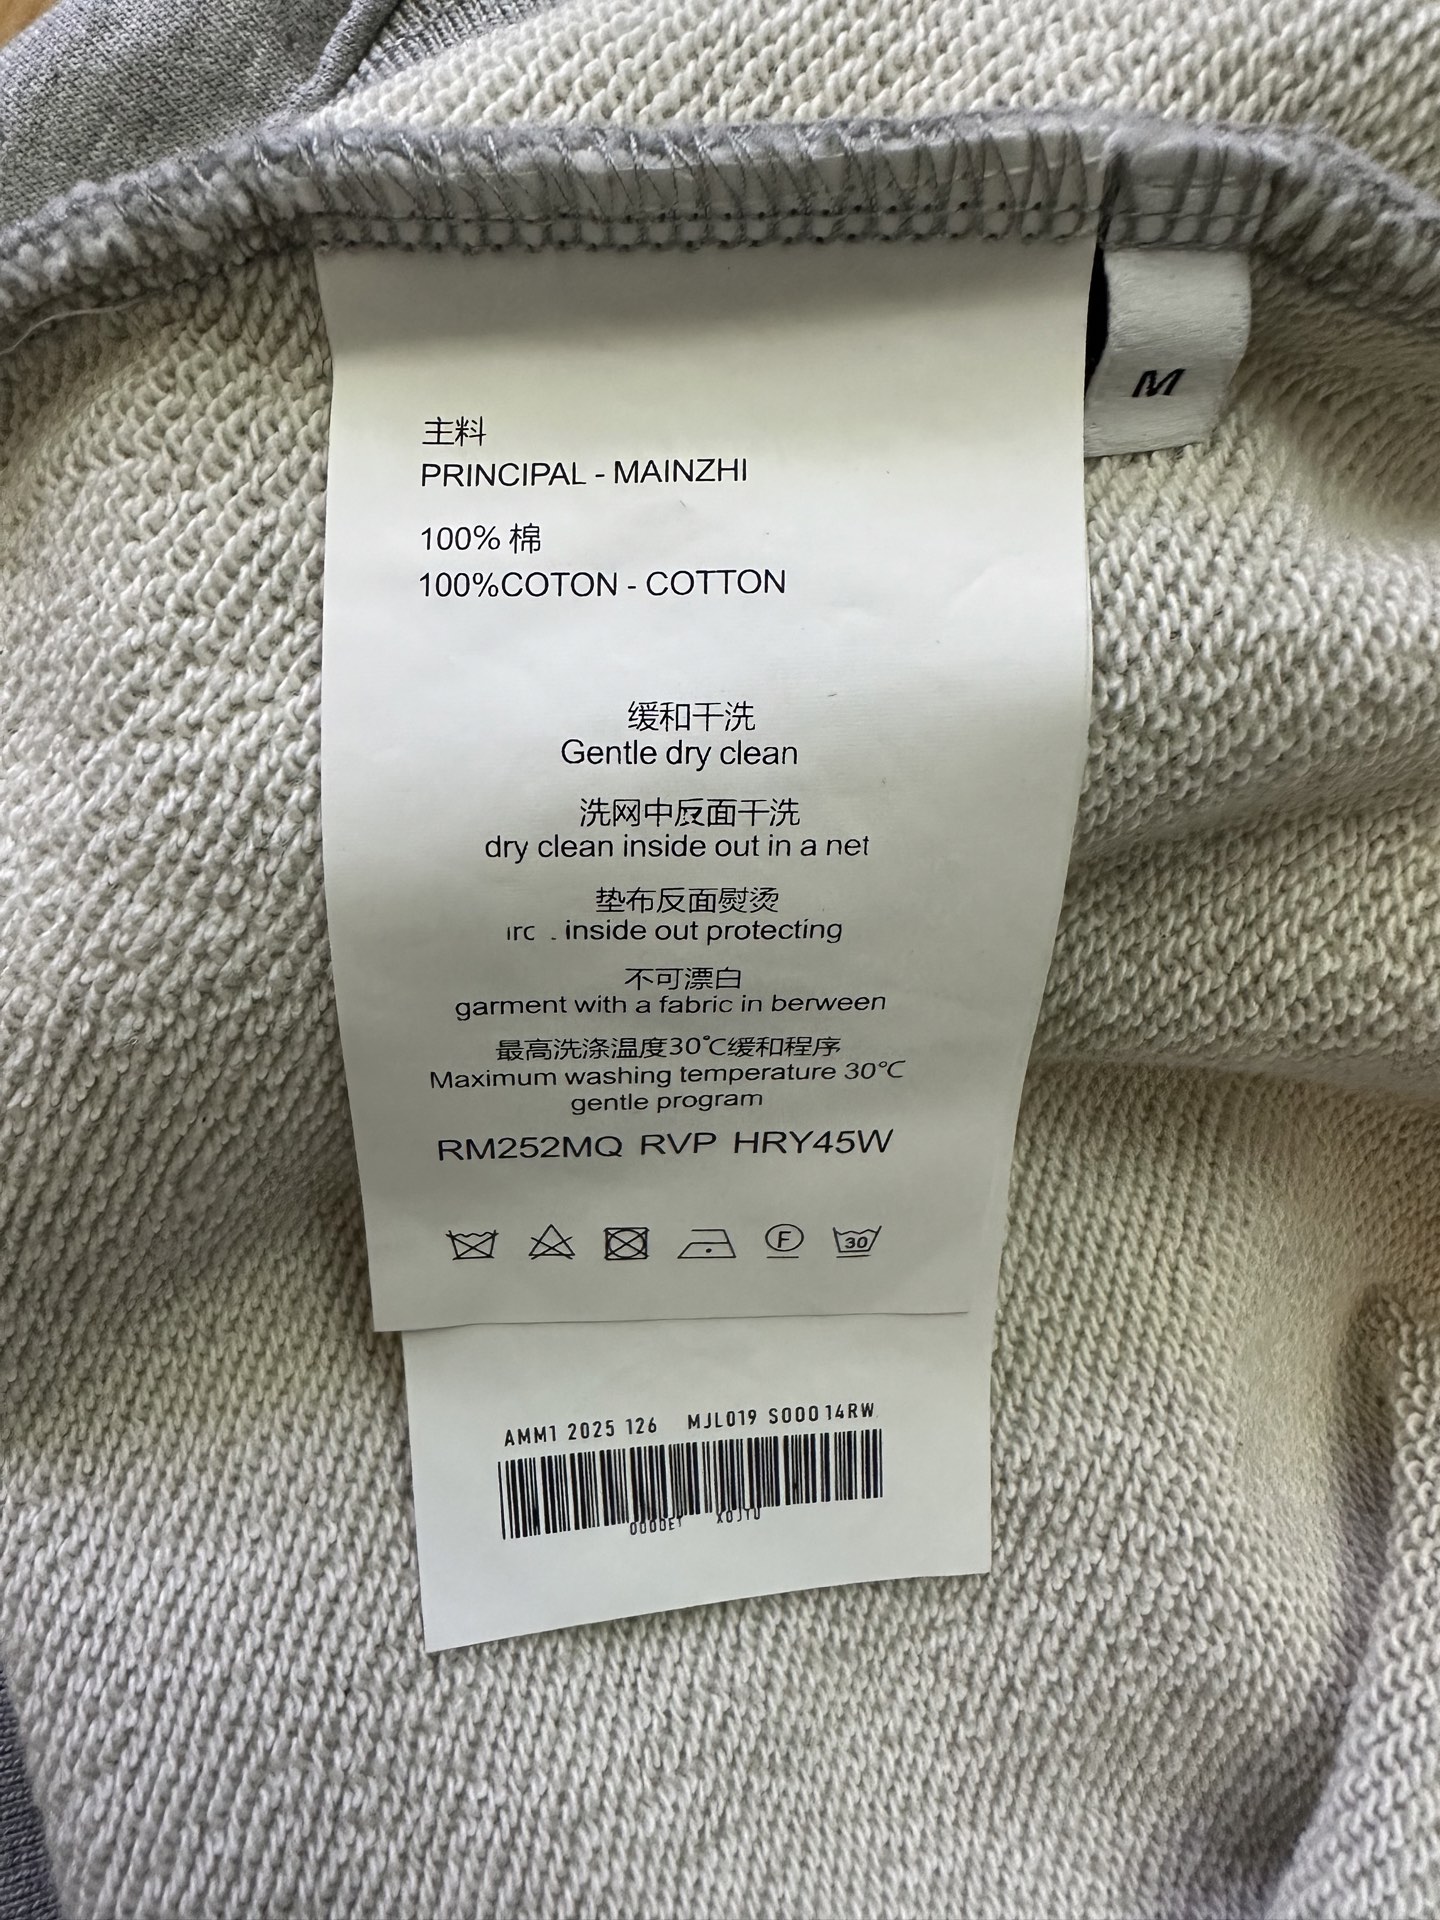 M
主料
PRINCIPAL - MAINZHI
100% 棉
100%COTON - COTTON
缓和干洗
Gentle dry clean
洗网中反面干洗
dry clean inside out in a net
垫布反面熨烫
inside out protecting
不可漂白
garment with a fabric in berween
最高洗涤温度30℃缓和程序
Maximum washing temperature 30℃
gentle program
RM252MQ RVP HRY45W
F
30
AMM1 2025 126 MJL019 S00014RW